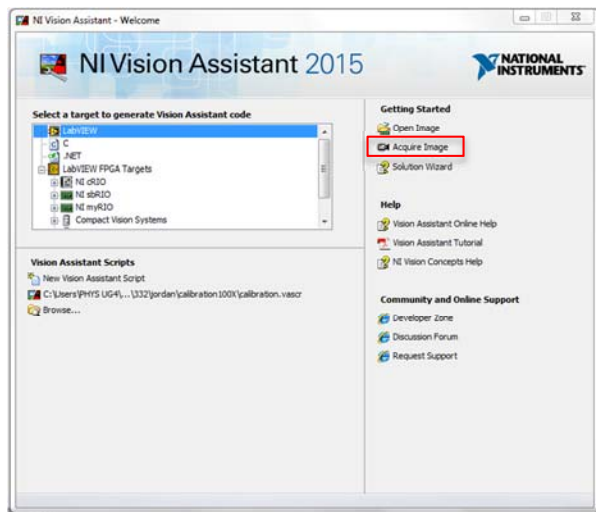 NI Vision Assistant - Welcome
NI Vision Assistant 2015
NATIONAL
INSTRUMENTS
Select a target to generate Vision Assistant code
LabVIEW
C
.NET
LabVIEW FPGA Targets
NI cRIO
NI sbRIO
NI myRIO
Compact Vision Systems
Vision Assistant Scripts
New Vision Assistant Script
C:\Users\PHYS UG4\,...\332\jordan\calibration100X\calibration.vascr
Browse...
Getting Started
Open Image
Acquire Image
Solution Wizard
Help
Vision Assistant Online Help
Vision Assistant Tutorial
NI Vision Concepts Help
Community and Online Support
Developer Zone
Discussion Forum
Request Support